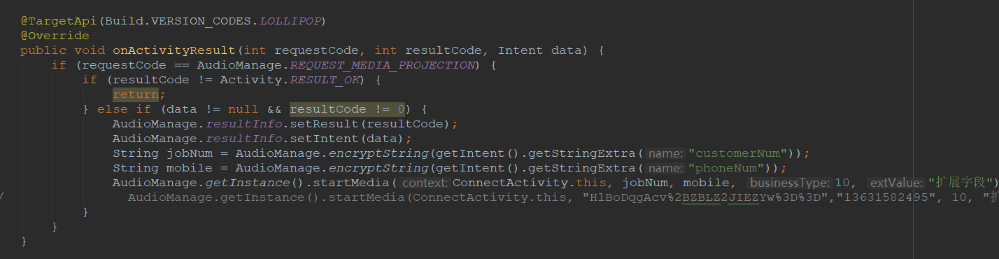 @TargetApi(Build.VERSION_CODES.LOLLIPOP)
@Override
public void onActivityResult(int requestCode, int resultCode, Intent data) {
if (requestCode == AudioManage.REQUEST_MEDIA_PROJECTION) {
if (resultCode != Activity.RESULT_OK) {
return;
} else if (data != null && resultCode != 0) {
AudioManage.resultInfo.setResult(resultCode);
AudioManage.resultInfo.setIntent(data);
String jobNum = AudioManage.encryptString(getIntent().getStringExtra( name: "customerNum"));
String mobile = AudioManage.encryptString(getIntent().getStringExtra( name: "phoneNum"));
AudioManage.getInstance().startMedia( context: ConnectActivity.this, jobNum, mobile, businessType: 10, extValue: "扩展字段")
/ AudioManage.getInstance().startMedia(ConnectActivity.this, "HlBoDqgAcv%2BZBLZ2JIEZYw%3D%3D","13631582495", 10, "扩
}
}
}